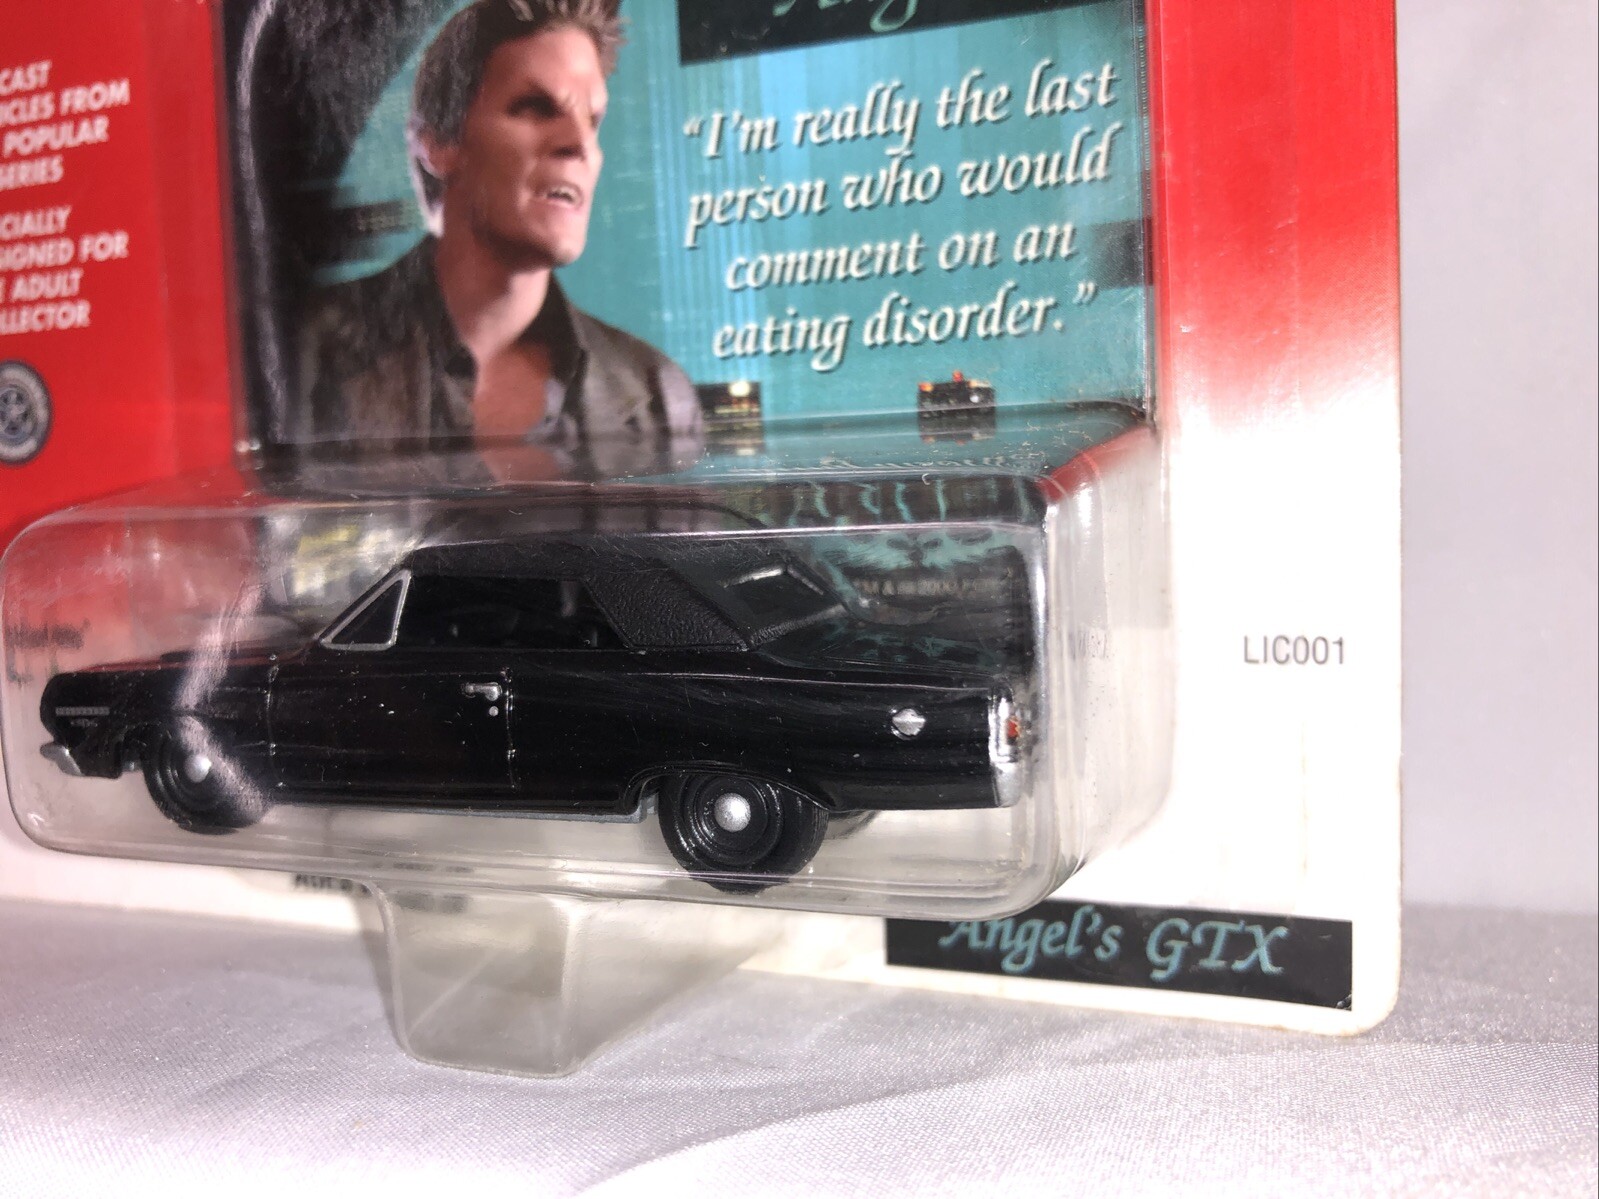 CAST
ICLES FROM
POPULAR
SERIES
CIALLY
SIGNED FOR
E ADULT
LLECTOR
"I'm really the last
person who would
comment on an
eating disorder."
LIC001
Angel's GTX